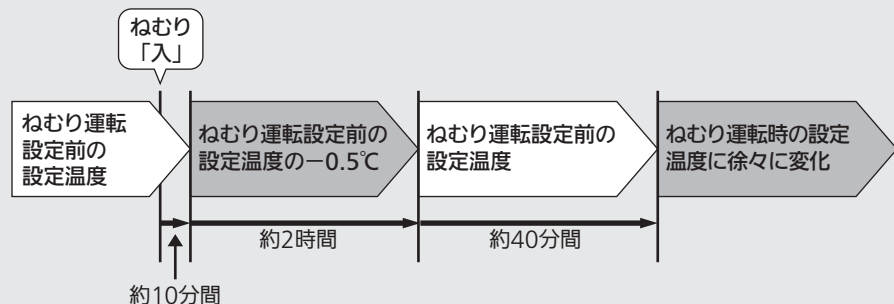 ねむり
「入」
ねむり運転
設定前の
設定温度
ねむり運転設定前の
設定温度の－0.5℃
ねむり運転設定前の
設定温度
ねむり運転時の設定
温度に徐々に変化
約2時間
約40分間
約10分間